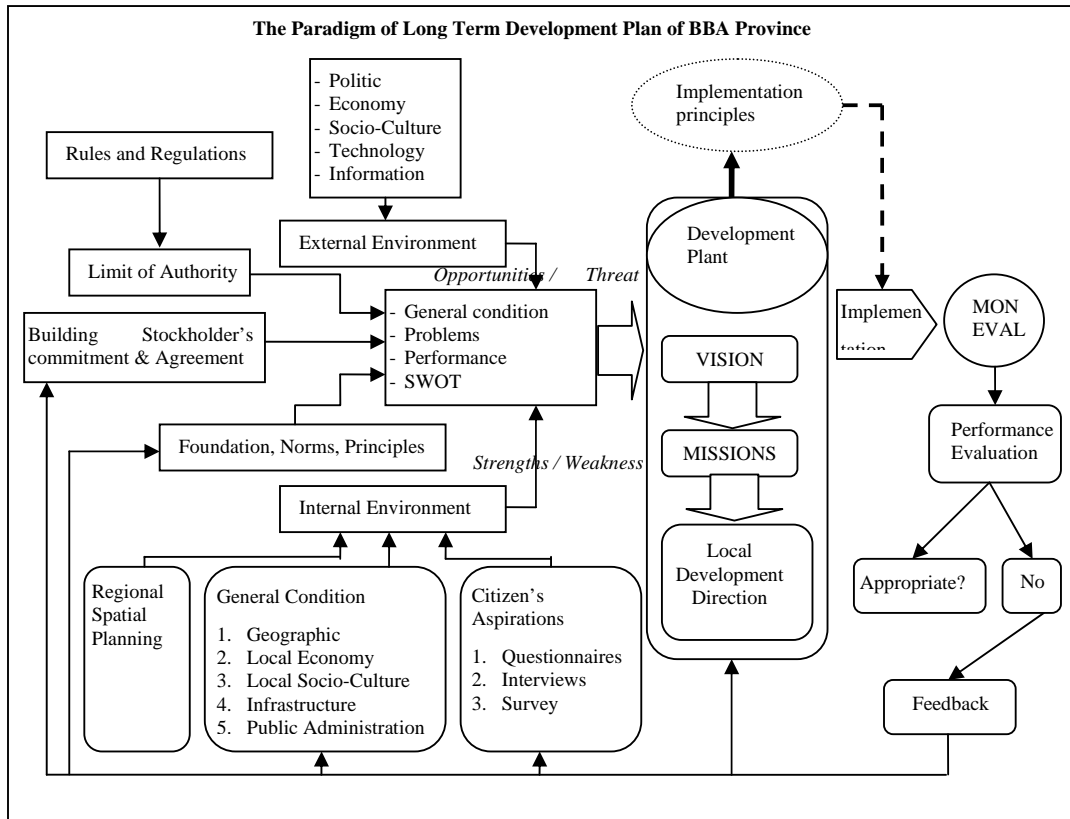 The Paradigm of Long Term Development Plan of BBA Province
- Politic
- Economy
- Socio-Culture
- Technology
- Information
Implementation
principles
Rules and Regulations
External Environment
Development
Plant
Limit of Authority
Opportunities / Threat
Building Stockholder's
commitment & Agreement
- General condition
- Problems
- Performance
- SWOT
Implemen
tation
MON
EVAL
VISION
Foundation, Norms, Principles
Strengths / Weakness
MISSIONS
Performance
Evaluation
Internal Environment
Regional
Spatial
Planning
General Condition
1. Geographic
2. Local Economy
3. Local Socio-Culture
4. Infrastructure
5. Public Administration
Citizen's
Aspirations
1. Questionnaires
2. Interviews
3. Survey
Local
Development
Direction
Appropriate?
No
Feedback